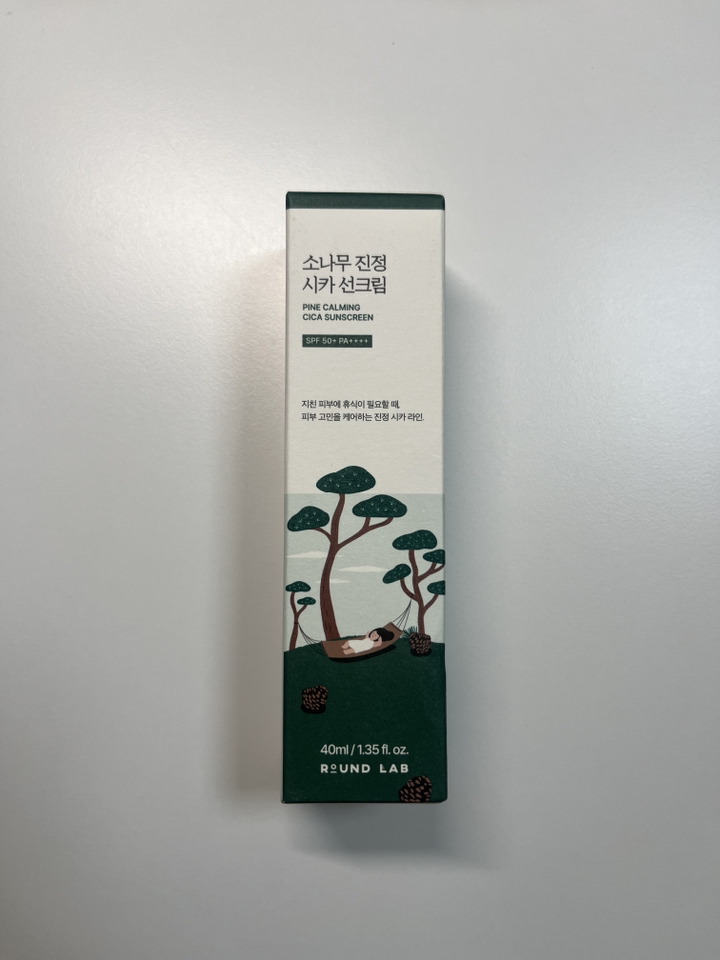 소나무 진정
시카 선크림
PINE CALMING
CICA SUNSCREEN
SPF 50+ PA++++
지친 피부에 휴식이 필요할 때,
피부 고민을 케어하는 진정 시카 라인.
40ml / 1.35 fl. oz.
ROUND LAB